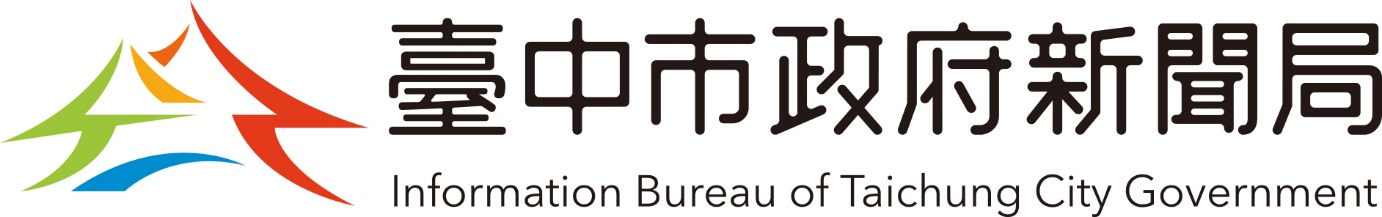 臺中市政府新聞局
Information Bureau of Taichung City Government